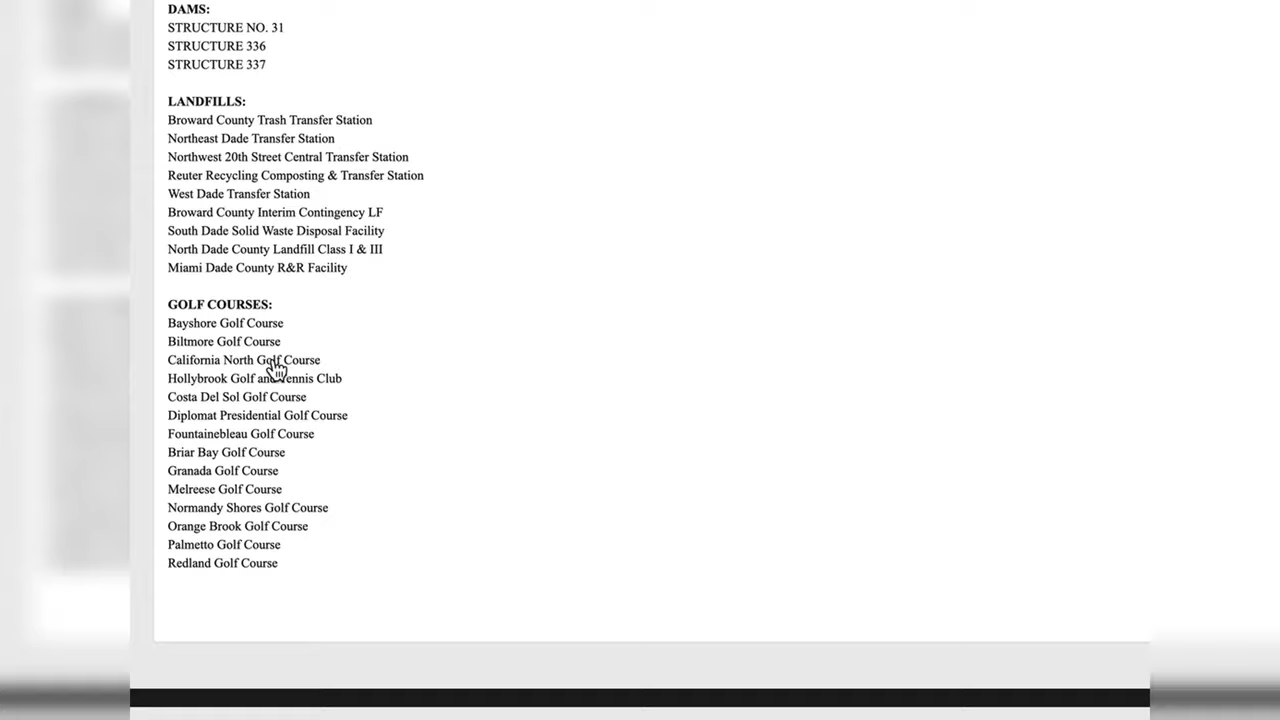 DAMS:
STRUCTURE NO. 31
STRUCTURE 336
STRUCTURE 337
LANDFILLS:
Broward County Trash Transfer Station
Northeast Dade Transfer Station
Northwest 20th Street Central Transfer Station
Reuter Recycling Composting & Transfer Station
West Dade Transfer Station
Broward County Interim Contingency LF
South Dade Solid Waste Disposal Facility
North Dade County Landfill Class I & III
Miami Dade County R&R Facility
GOLF COURSES:
Bayshore Golf Course
Biltmore Golf Course
California North Golf Course
Hollybrook Golf and Tennis Club
Costa Del Sol Golf Course
Diplomat Presidential Golf Course
Fountainebleau Golf Course
Briar Bay Golf Course
Granada Golf Course
Melreese Golf Course
Normandy Shores Golf Course
Orange Brook Golf Course
Palmetto Golf Course
Redland Golf Course